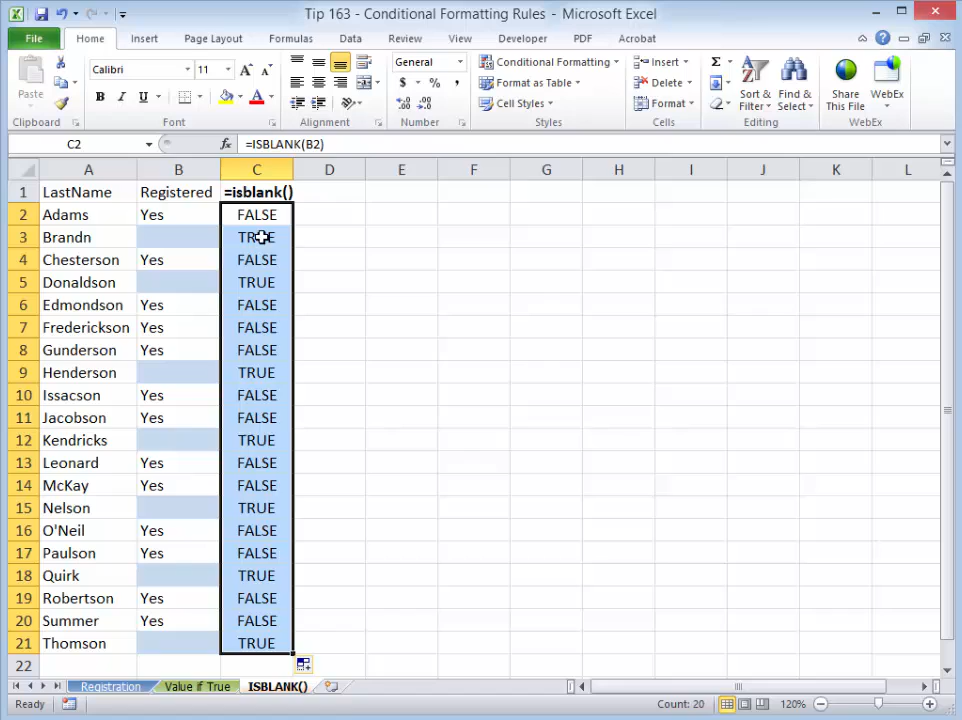 Tip 163 - Conditional Formatting Rules - Microsoft Excel
File Home Insert Page Layout Formulas Data Review View Developer PDF Acrobat
Paste
Clipboard
Calibri 11
B I U
Font
Alignment
General
$ % ,
Number
Conditional Formatting
Format as Table
Cell Styles
Styles
Insert
Delete
Format
Cells
Sort & Filter
Find & Select
Editing
Share This File
WebEx
WebEx
C2 fx =ISBLANK(B2)
A B C D E F G H I J K L
1 LastName Registered =isblank()
2 Adams Yes FALSE
3 Brandn TRUE
4 Chesterson Yes FALSE
5 Donaldson TRUE
6 Edmondson Yes FALSE
7 Frederickson Yes FALSE
8 Gunderson Yes FALSE
9 Henderson TRUE
10 Issacson Yes FALSE
11 Jacobson Yes FALSE
12 Kendricks TRUE
13 Leonard Yes FALSE
14 McKay Yes FALSE
15 Nelson TRUE
16 O'Neil Yes FALSE
17 Paulson Yes FALSE
18 Quirk TRUE
19 Robertson Yes FALSE
20 Summer Yes FALSE
21 Thomson TRUE
22
Registration Value if True ISBLANK()
Ready Count: 20 120%